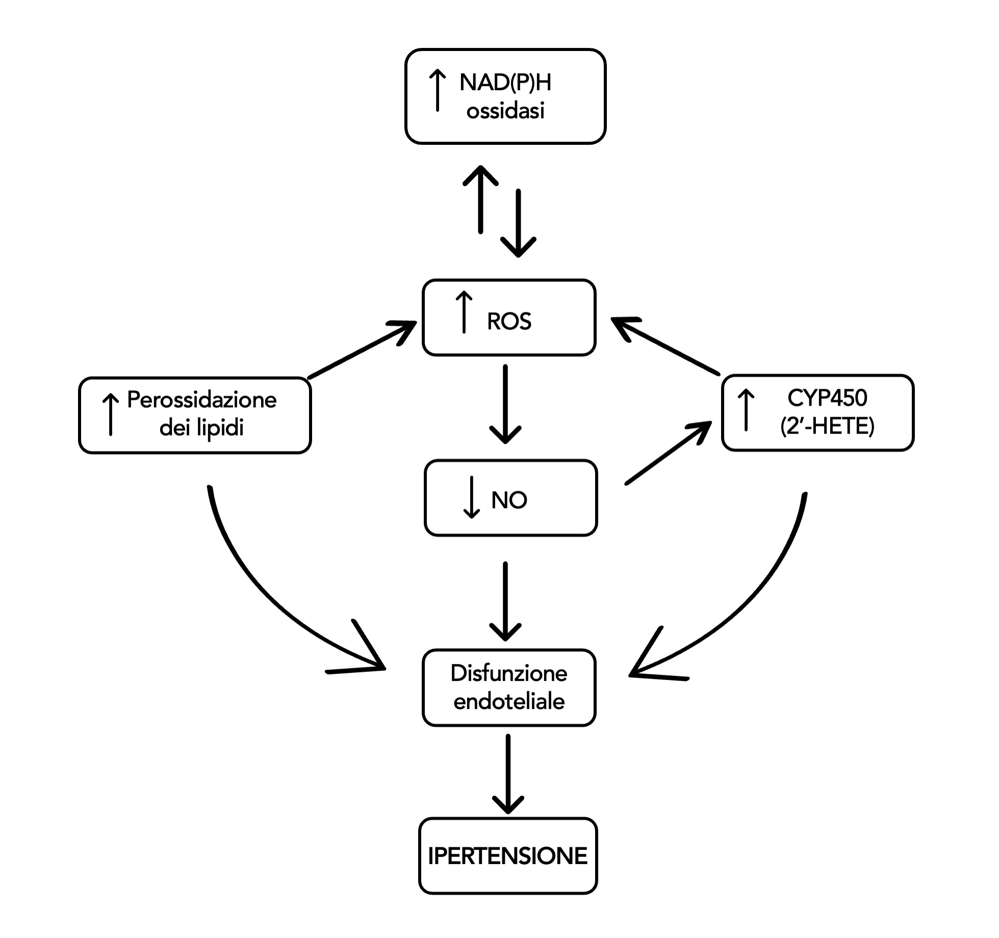 ↑ NAD(P)H
ossidasi
↑ ROS
↑ Perossidazione
dei lipidi
↑ CYP450
(2’-HETE)
↓ NO
Disfunzione
endoteliale
IPERTENSIONE